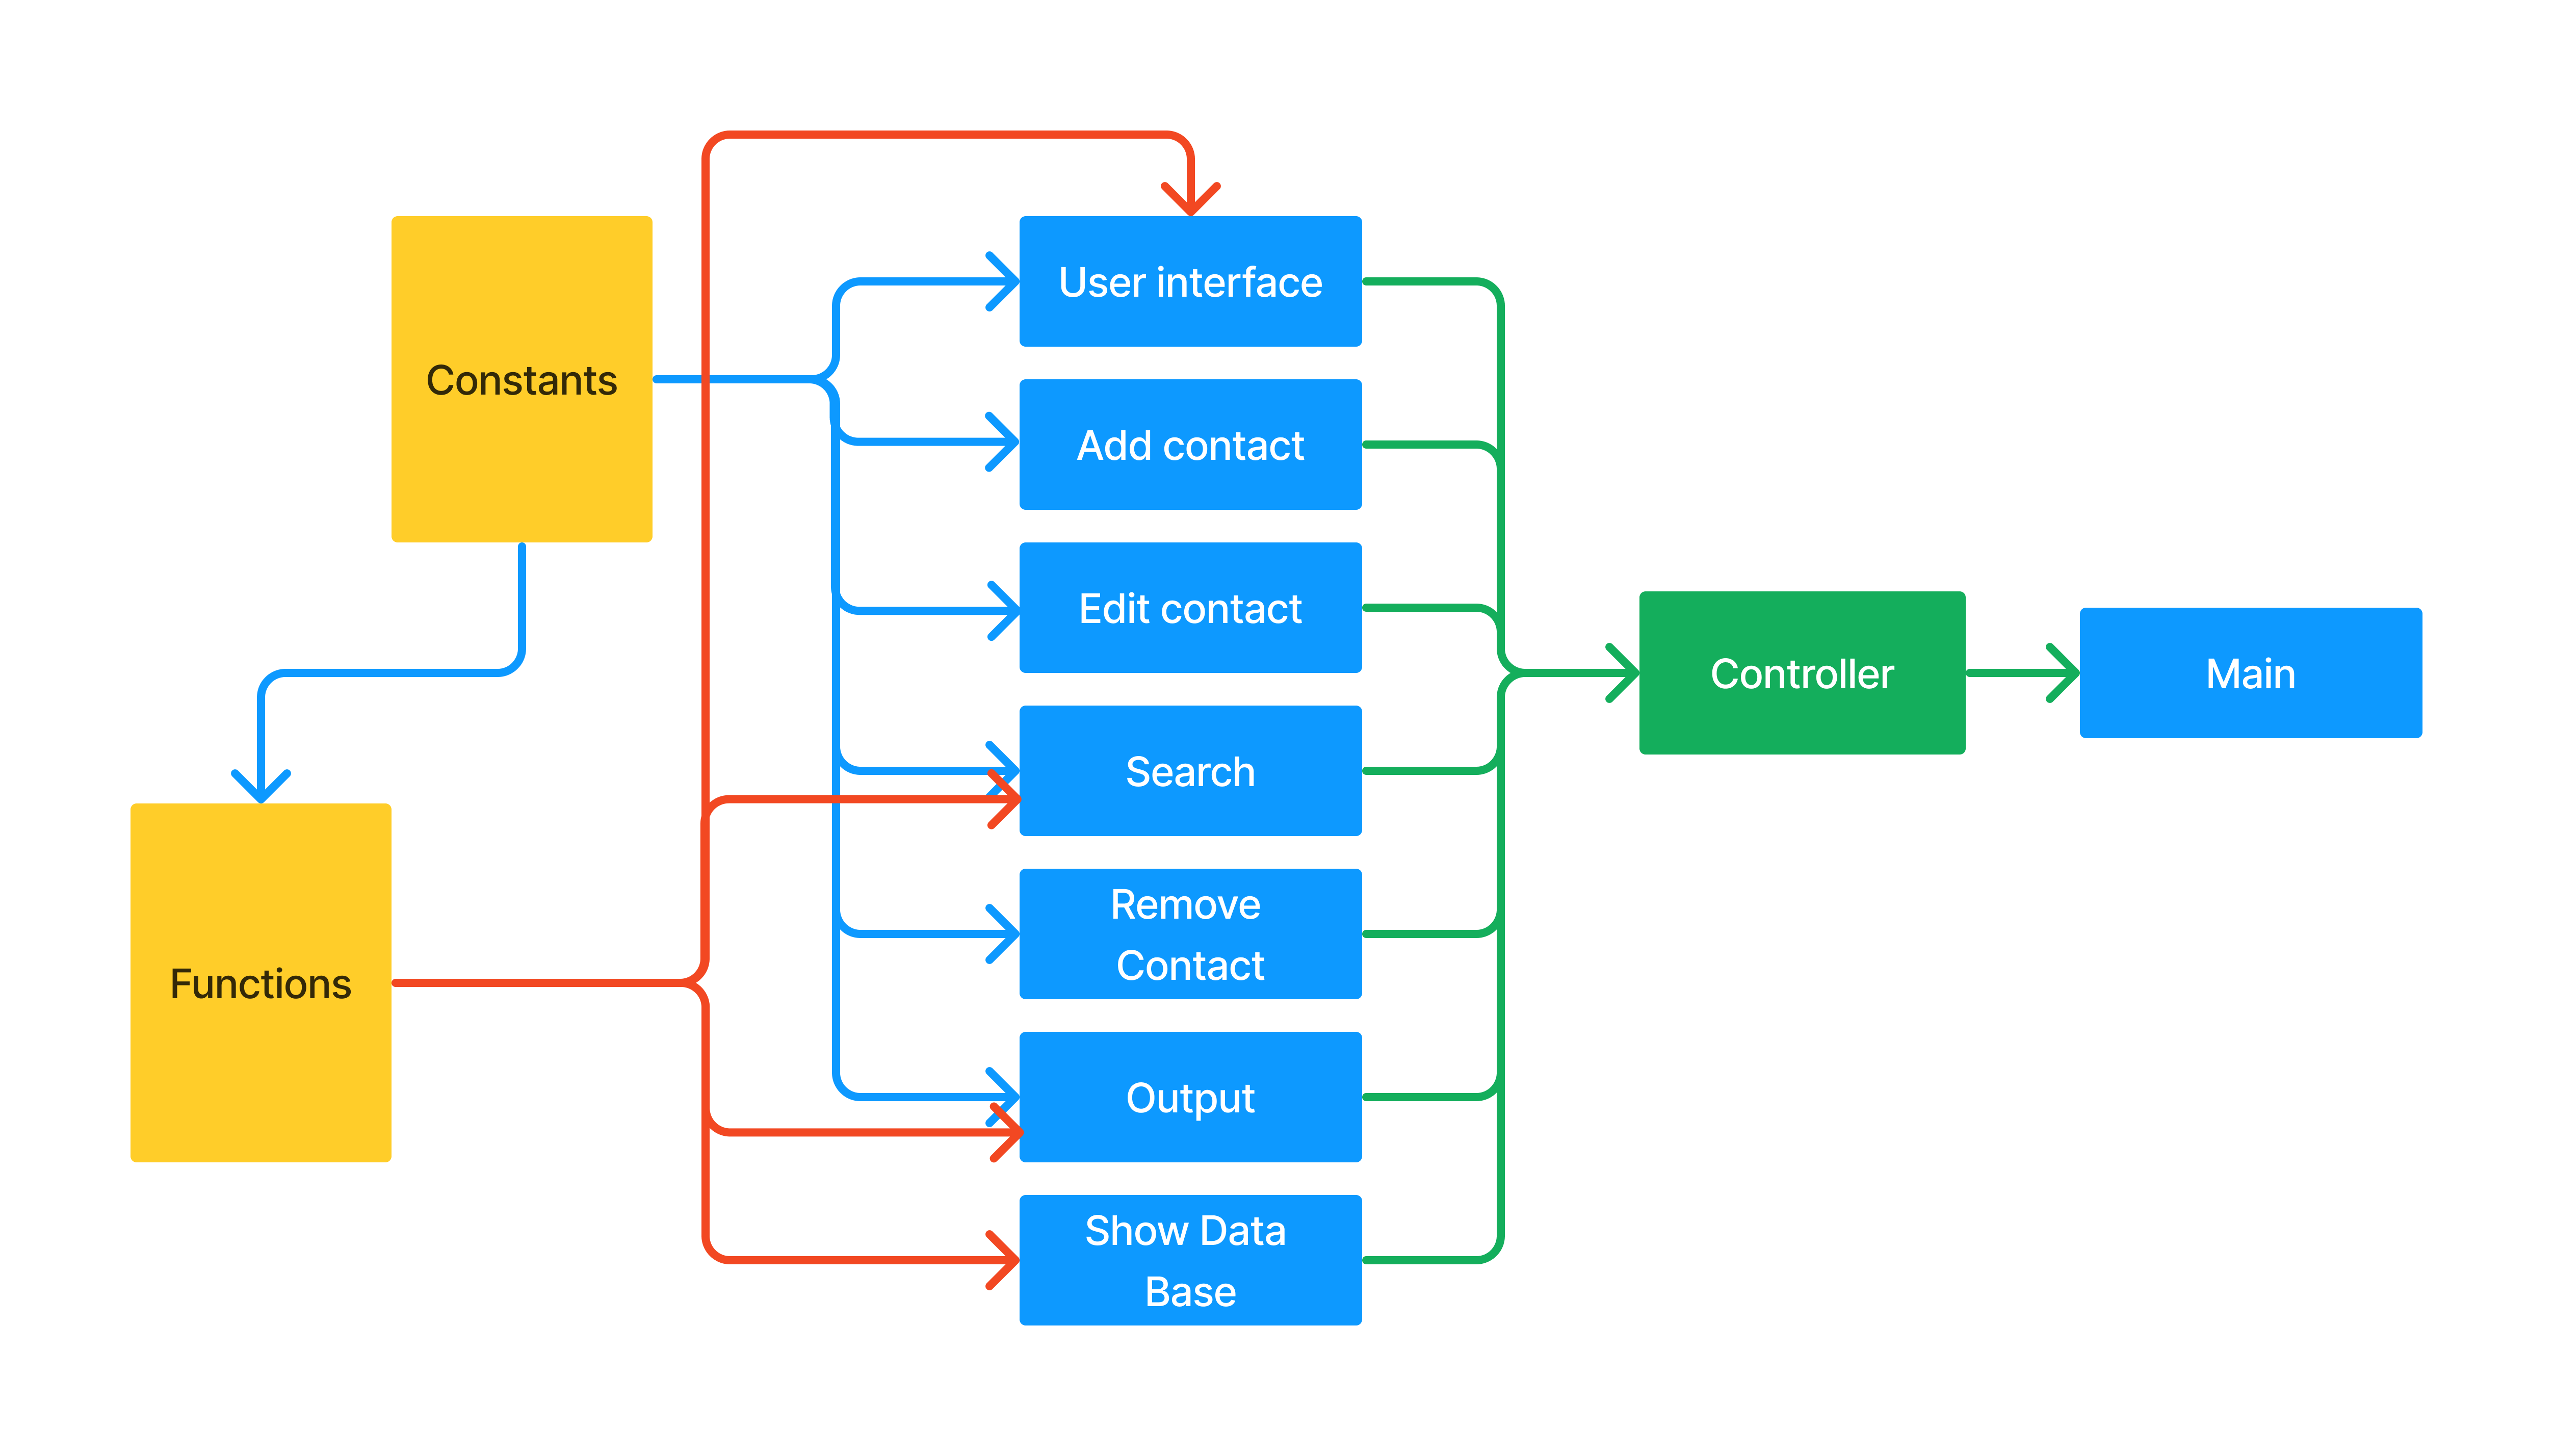 Constants
Functions
User interface
Add contact
Edit contact
Search
Remove
Contact
Output
Show Data
Base
Controller
Main